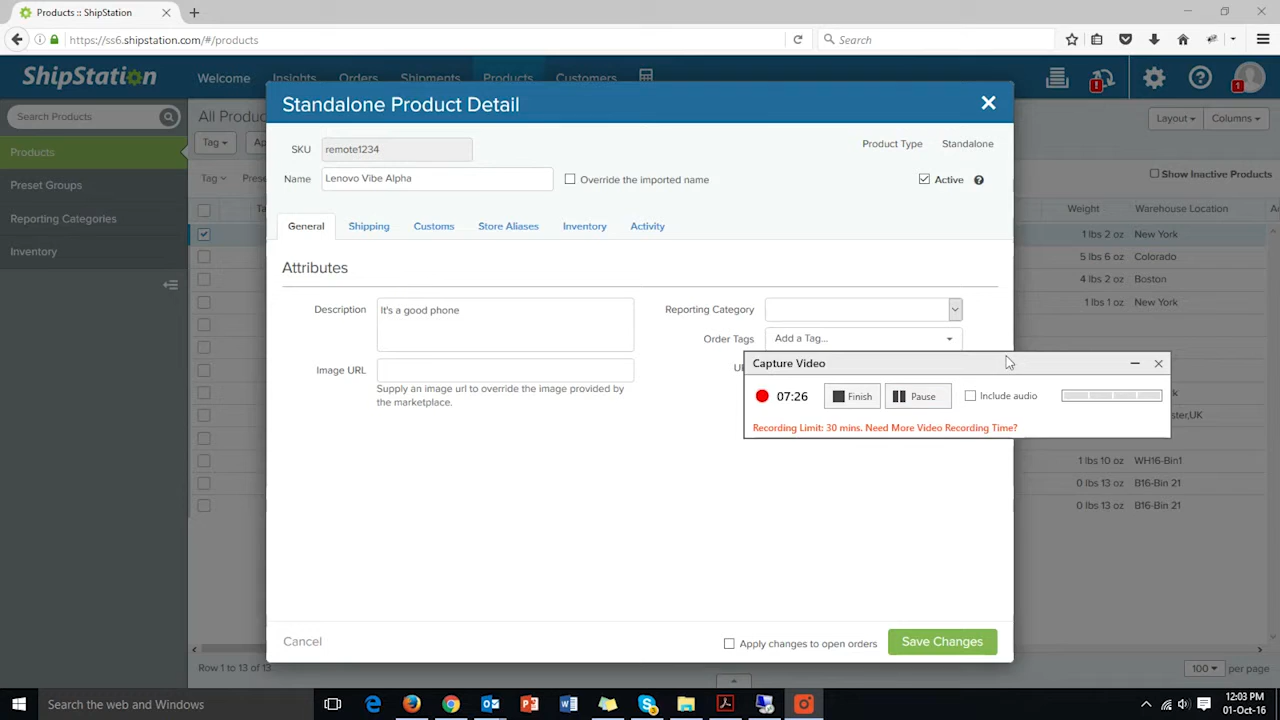 Products :: ShipStation
https://ss6.shipstation.com/#/products
Search
ShipStation
Welcome
Insights
Orders
Shipments
Products
Customers
1
Search Products
Products
Preset Groups
Reporting Categories
Inventory
All Produc
Layout
Columns
Tag
Ap
Tag
Prese
Show Inactive Products
Ta
Weight
Warehouse Location
1 lbs 2 oz New York
5 lbs 6 oz Colorado
4 lbs 2 oz Boston
1 lbs 1 oz New York
ster,UK
1 lbs 10 oz WH16-Bin1
0 lbs 13 oz B16-Bin 21
0 lbs 13 oz B16-Bin 21
Row 1 to 13 of 13.
100 per page
Standalone Product Detail
SKU remote1234
Product Type Standalone
Name Lenovo Vibe Alpha
Override the imported name
Active
General
Shipping
Customs
Store Aliases
Inventory
Activity
Attributes
Description It's a good phone
Reporting Category
Order Tags Add a Tag...
Image URL
Supply an image url to override the image provided by
the marketplace.
Capture Video
07:26
Finish
Pause
Include audio
Recording Limit: 30 mins. Need More Video Recording Time?
Cancel
Apply changes to open orders
Save Changes
Search the web and Windows
12:03 PM
01-Oct-16